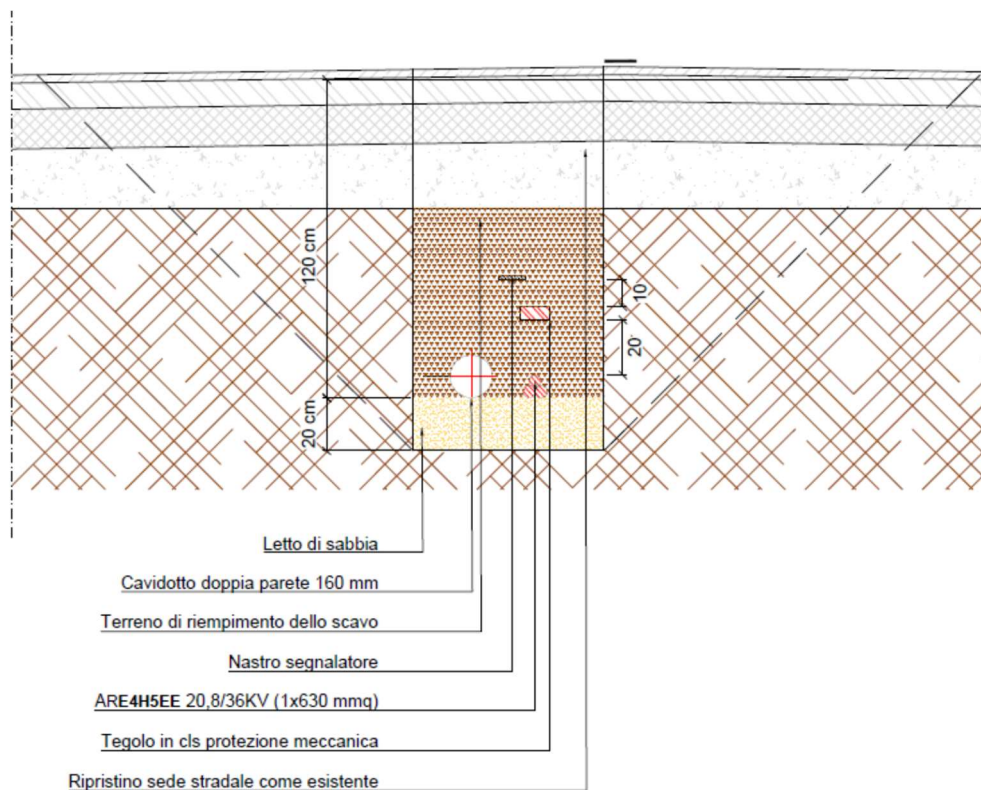 120 cm
10
20
20 cm
Letto di sabbia
Cavidotto doppia parete 160 mm
Terreno di riempimento dello scavo
Nastro segnalatore
ARE4H5EE 20,8/36KV (1x630 mmq)
Tegolo in cls protezione meccanica
Ripristino sede stradale come esistente